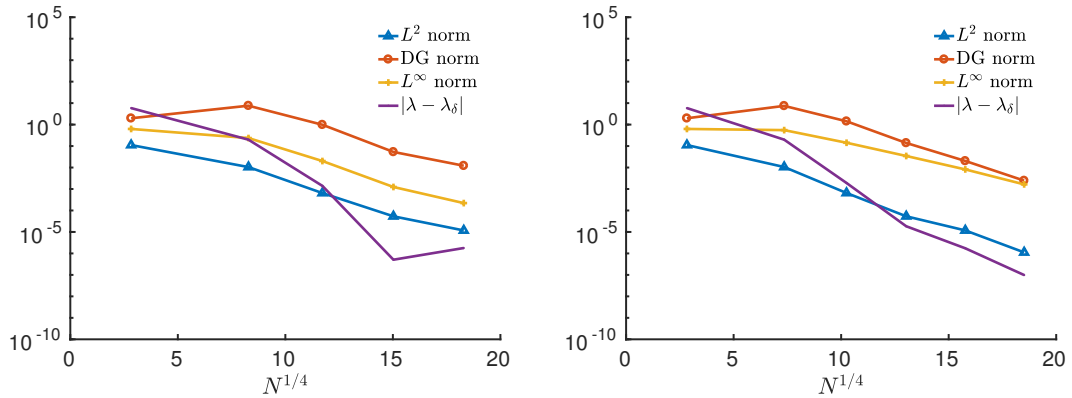 10^5
10^0
10^-5
10^-10
0 5 10 15 20
N^{1/4}
L^2 norm
DG norm
L^∞ norm
|λ − λ_δ|
10^5
10^0
10^-5
10^-10
0 5 10 15 20
N^{1/4}
L^2 norm
DG norm
L^∞ norm
|λ − λ_δ|